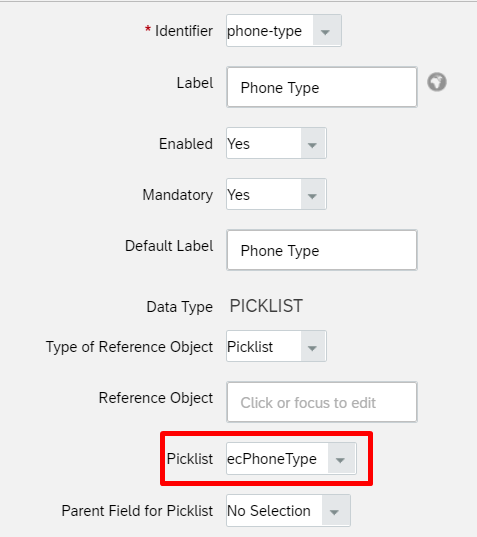 * Identifier phone-type
Label Phone Type
Enabled Yes
Mandatory Yes
Default Label Phone Type
Data Type PICKLIST
Type of Reference Object Picklist
Reference Object Click or focus to edit
Picklist ecPhoneType
Parent Field for Picklist No Selection